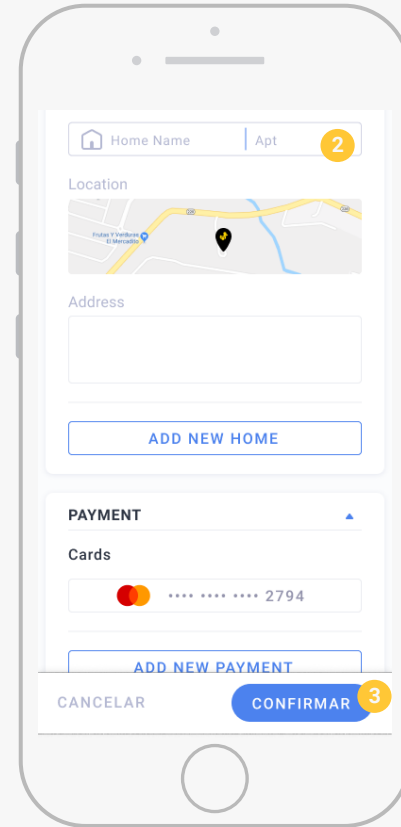 Home Name Apt 2
Location
Frutas Y Verduras
El Mercadito
Address
ADD NEW HOME
PAYMENT
Cards
•••• •••• •••• 2794
ADD NEW PAYMENT
CANCELAR CONFIRMAR 3